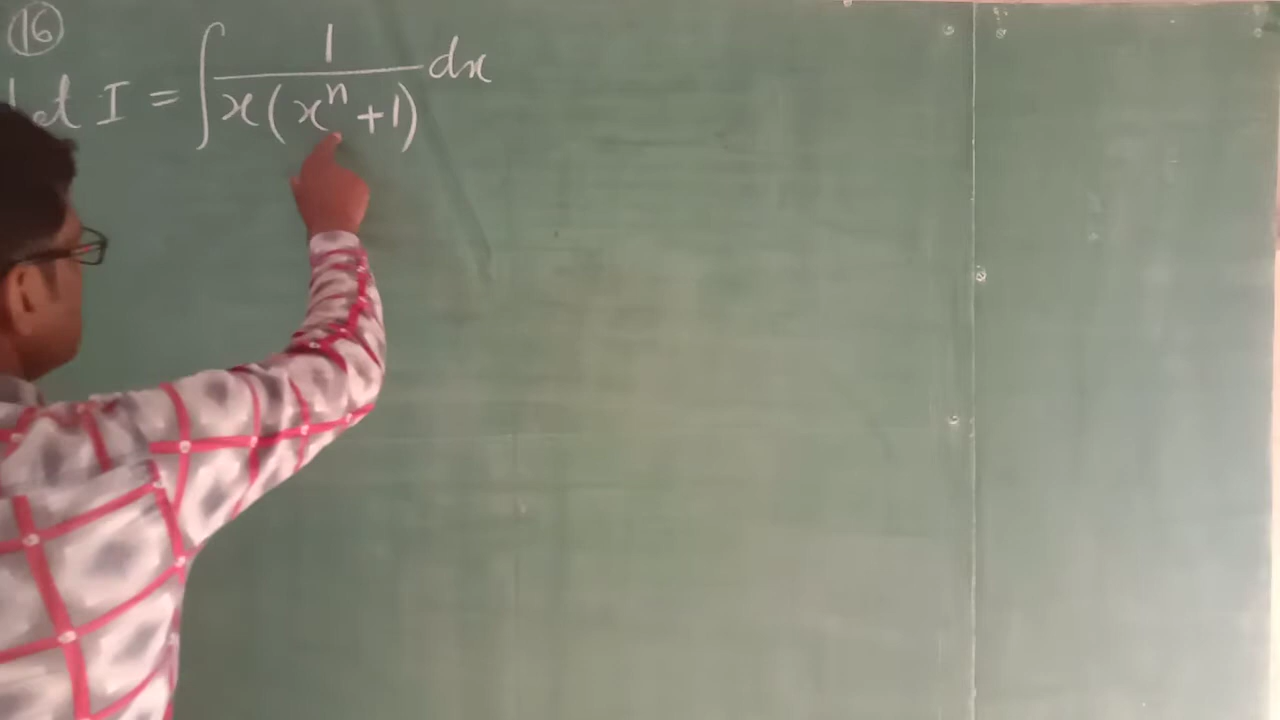 16
Let I = ∫ 1/(x(xⁿ+1)) dx